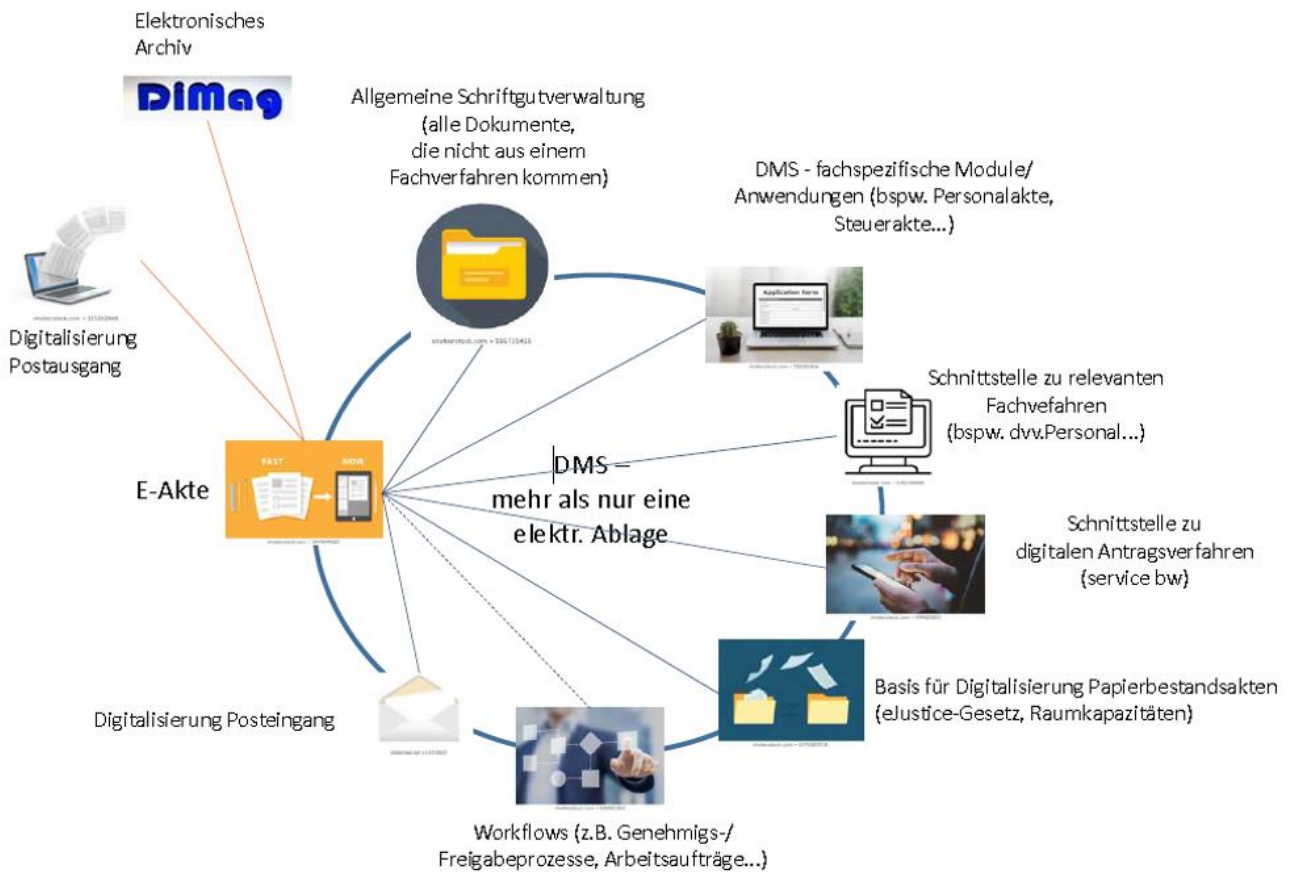 Elektronisches
Archiv
DiMag
Allgemeine Schriftgutverwaltung
(alle Dokumente,
die nicht aus einem
Fachverfahren kommen)
DMS - fachspezifische Module/
Anwendungen (bspw. Personalakte,
Steuerakte...)
Application Form
Digitalisierung
Postausgang
Schnittstelle zu relevanten
Fachvefahren
(bspw. dvv.Personal...)
PAST
NOW
E-Akte
DMS –
mehr als nur eine
elektr. Ablage
Schnittstelle zu
digitalen Antragsverfahren
(service bw)
Basis für Digitalisierung Papierbestandsakten
(eJustice-Gesetz, Raumkapazitäten)
Digitalisierung Posteingang
Workflows (z.B. Genehmigs-/
Freigabeprozesse, Arbeitsaufträge...)